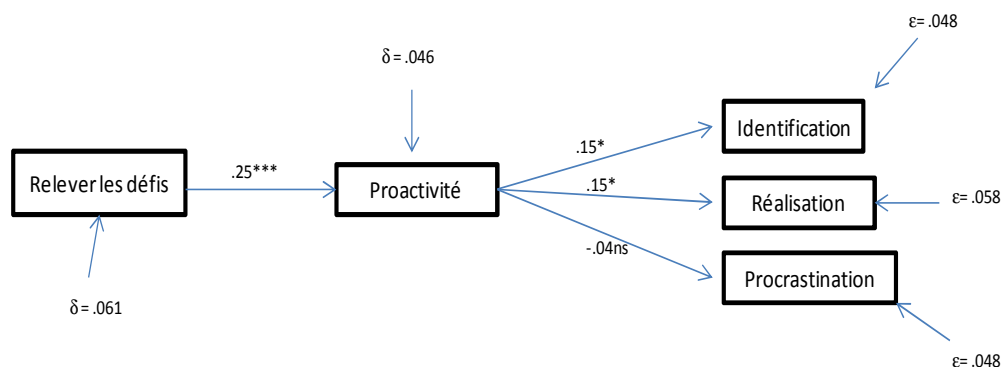 ε= .048
δ= .046
Identification
.15*
Relever les défis
.25***
Proactivité
.15*
Réalisation
ε= .058
-.04ns
Procrastination
δ= .061
ε= .048